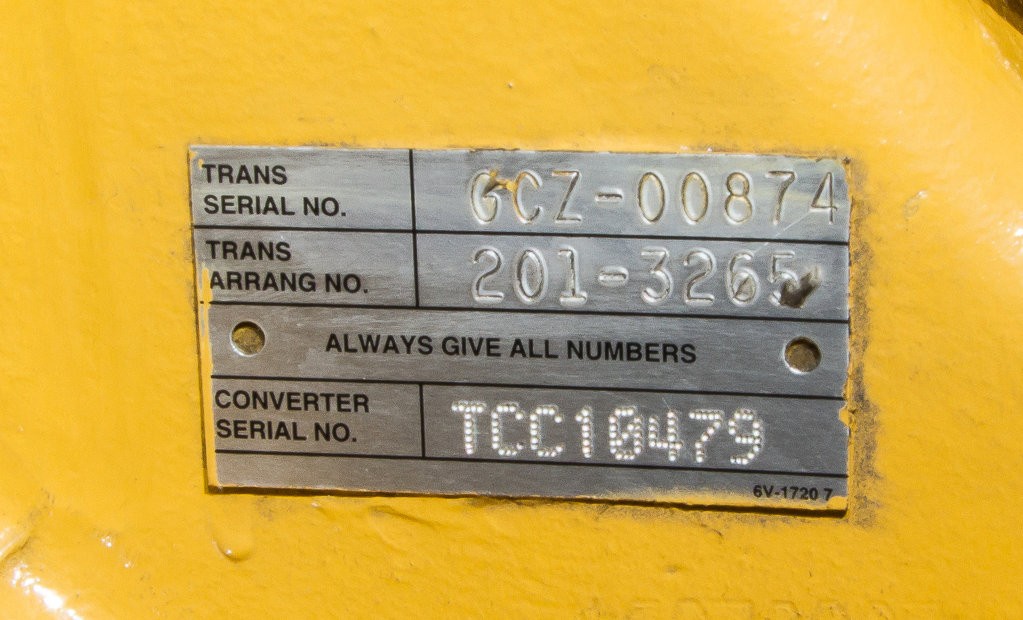 TRANS
SERIAL NO. GCZ-00874
TRANS
ARRANG NO. 201-3265
ALWAYS GIVE ALL NUMBERS
CONVERTER
SERIAL NO. TCC10479
6V-1720 7